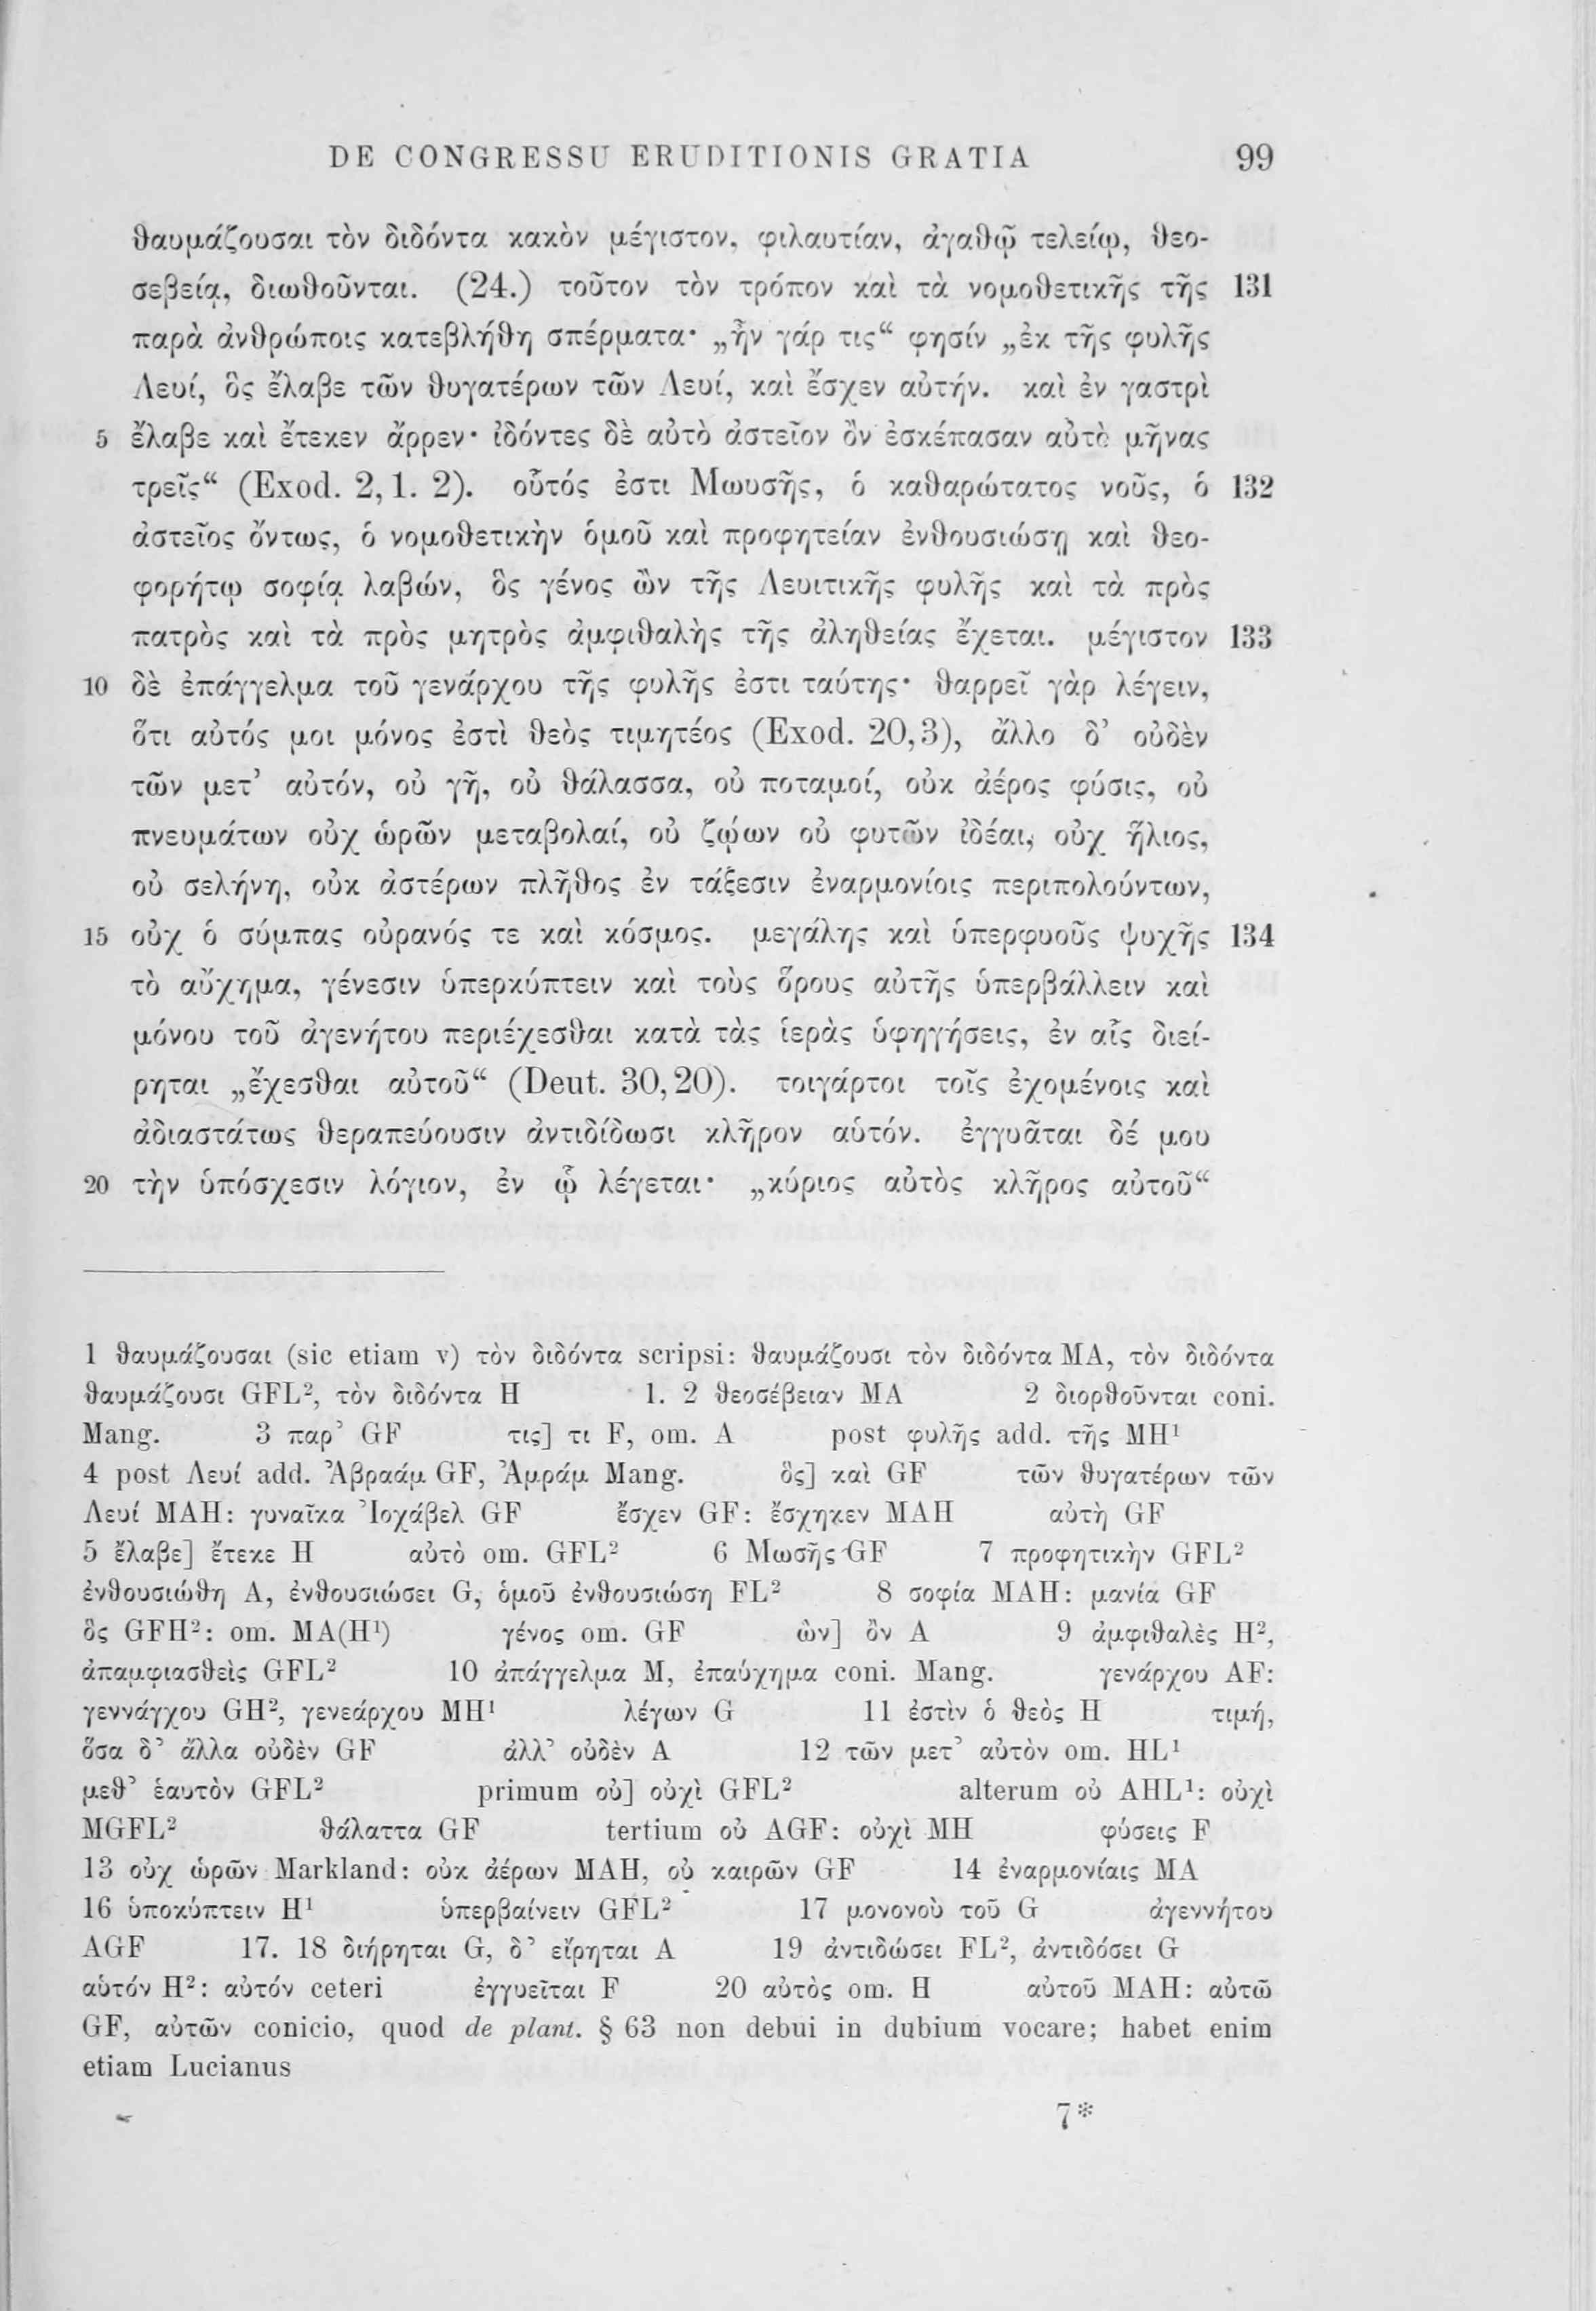 DE CONGRESSU ERUDITIONIS GRATIA 99
θαυμάζουσαι τὸν διδόντα κακὸν μέγιστον, φιλαυτίαν, ἀγαθῷ τελείῳ, θεο-
σεβείᾳ, διωθοῦνται. (24.) τοῦτον τὸν τρόπον καὶ τὰ νομοθετικῆς τῆς 131
παρὰ ἀνθρώποις κατεβλήθη σπέρματα· „ἦν γάρ τις“ φησίν „ἐκ τῆς φυλῆς
Λευί, ὃς ἔλαβε τῶν θυγατέρων τῶν Λευί, καὶ ἔσχεν αὐτήν. καὶ ἐν γαστρὶ
5 ἔλαβε καὶ ἔτεκεν ἄρρεν· ἰδόντες δὲ αὐτὸ ἀστεῖον ὂν ἐσκέπασαν αὐτὸ μῆνας
τρεῖς“ (Exod. 2,1. 2). οὗτός ἐστι Μωυσῆς, ὁ καθαρώτατος νοῦς, ὁ 132
ἀστεῖος ὄντως, ὁ νομοθετικὴν ὁμοῦ καὶ προφητείαν ἐνθουσιώσῃ καὶ θεο-
φορήτῳ σοφίᾳ λαβών, ὃς γένος ὢν τῆς Λευιτικῆς φυλῆς καὶ τὰ πρὸς
πατρὸς καὶ τὰ πρὸς μητρὸς ἀμφιθαλὴς τῆς ἀληθείας ἔχεται. μέγιστον 133
10 δὲ ἐπάγγελμα τοῦ γενάρχου τῆς φυλῆς ἐστι ταύτης· θαρρεῖ γὰρ λέγειν,
ὅτι αὐτός μοι μόνος ἐστὶ θεὸς τιμητέος (Exod. 20,3), ἄλλο δ’ οὐδὲν
τῶν μετ’ αὐτόν, οὐ γῆ, οὐ θάλασσα, οὐ ποταμοί, οὐκ ἀέρος φύσις, οὐ
πνευμάτων οὐχ ὡρῶν μεταβολαί, οὐ ζῴων οὐ φυτῶν ἰδέαι, οὐχ ἥλιος,
οὐ σελήνη, οὐκ ἀστέρων πλῆθος ἐν τάξεσιν ἐναρμονίοις περιπολούντων,
15 οὐχ ὁ σύμπας οὐρανός τε καὶ κόσμος. μεγάλης καὶ ὑπερφυοῦς ψυχῆς 134
τὸ αὔχημα, γένεσιν ὑπερκύπτειν καὶ τοὺς ὅρους αὐτῆς ὑπερβάλλειν καὶ
μόνου τοῦ ἀγενήτου περιέχεσθαι κατὰ τὰς ἱερὰς ὑφηγήσεις, ἐν αἷς διεί-
ρηται „ἔχεσθαι αὐτοῦ“ (Deut. 30,20). τοιγάρτοι τοῖς ἐχομένοις καὶ
ἀδιαστάτως θεραπεύουσιν ἀντιδίδωσι κλῆρον αὑτόν. ἐγγυᾶται δέ μου
20 τὴν ὑπόσχεσιν λόγιον, ἐν ᾧ λέγεται· „κύριος αὐτὸς κλῆρος αὐτοῦ“
1 θαυμάζουσαι (sic etiam v) τὸν διδόντα scripsi: θαυμάζουσι τὸν διδόντα MA, τὸν διδόντα
θαυμάζουσι GFL², τὸν διδόντα H 1. 2 θεοσέβειαν MA 2 διορθοῦνται coni.
Mang. 3 παρ’ GF τις] τι F, om. A post φυλῆς add. τῆς MH¹
4 post Λευί add. Ἀβραάμ GF, Ἀμράμ Mang. ὃς] καὶ GF τῶν θυγατέρων τῶν
Λευί MAH: γυναῖκα Ἰοχάβελ GF ἔσχεν GF: ἔσχηκεν MAH αὐτὴ GF
5 ἔλαβε] ἔτεκε H αὐτὸ om. GFL² 6 Μωσῆς GF 7 προφητικὴν GFL²
ἐνθουσιώθη A, ἐνθουσιώσει G, ὁμοῦ ἐνθουσιώση FL² 8 σοφία MAH: μανία GF
ὃς GFH²: om. MA(H¹) γένος om. GF ὢν] ὂν A 9 ἀμφιθαλὲς H²,
ἀπαμφιασθεὶς GFL² 10 ἀπάγγελμα M, ἐπαύχημα coni. Mang. γενάρχου AF:
γεννάγχου GH², γενεάρχου MH¹ λέγων G 11 ἐστὶν ὁ θεὸς H τιμή,
ὅσα δ’ ἄλλα οὐδὲν GF ἀλλ’ οὐδὲν A 12 τῶν μετ’ αὐτὸν om. HL¹
μεθ’ ἑαυτὸν GFL² primum οὐ] οὐχὶ GFL² alterum οὐ AHL¹: οὐχὶ
MGFL² θάλαττα GF tertium οὐ AGF: οὐχὶ MH φύσεις F
13 οὐχ ὡρῶν Markland: οὐκ ἀέρων MAH, οὐ καιρῶν GF 14 ἐναρμονίαις MA
16 ὑποκύπτειν H¹ ὑπερβαίνειν GFL² 17 μονονοὺ τοῦ G ἀγεννήτου
AGF 17. 18 διήρηται G, δ’ εἴρηται A 19 ἀντιδώσει FL², ἀντιδόσει G
αὑτόν H²: αὐτόν ceteri ἐγγυεῖται F 20 αὐτὸς om. H αὐτοῦ MAH: αὐτῶ
GF, αὐτῶν conicio, quod de plant. § 63 non debui in dubium vocare; habet enim
etiam Lucianus
7*